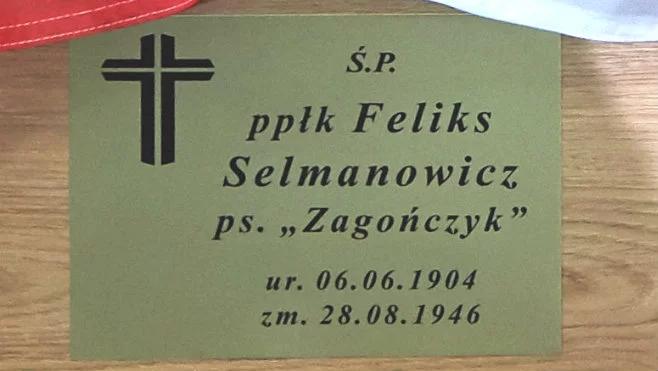 Ś.P.
ppłk Feliks
Selmanowicz
ps. „Zagończyk”
ur. 06.06.1904
zm. 28.08.1946